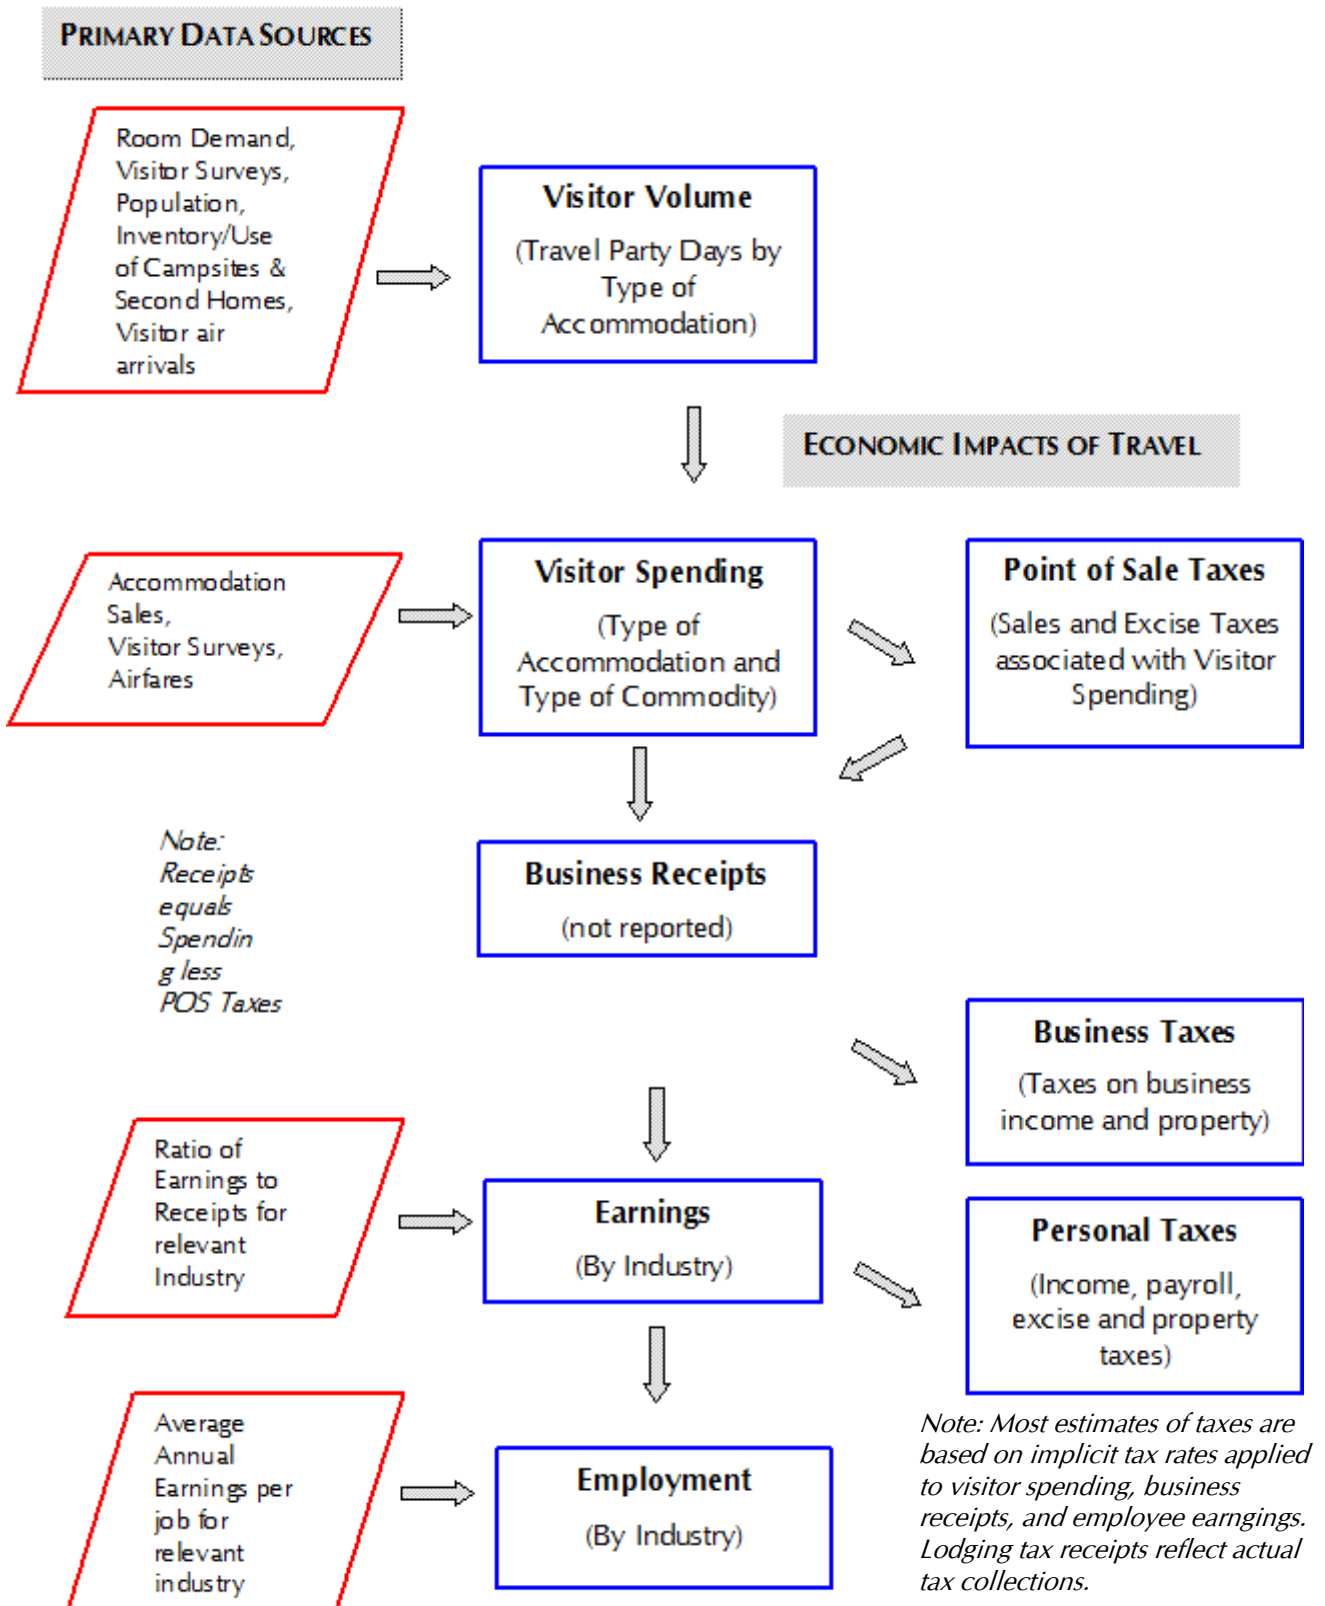 PRIMARY DATA SOURCES
Room Demand,
Visitor Surveys,
Population,
Inventory/Use
of Campsites &
Second Homes,
Visitor air
arrivals
Visitor Volume
(Travel Party Days by
Type of
Accommodation)
ECONOMIC IMPACTS OF TRAVEL
Accommodation
Sales,
Visitor Surveys,
Airfares
Visitor Spending
(Type of
Accommodation and
Type of Commodity)
Point of Sale Taxes
(Sales and Excise Taxes
associated with Visitor
Spending)
Note:
Receipts
equals
Spendin
g less
POS Taxes
Business Receipts
(not reported)
Business Taxes
(Taxes on business
income and property)
Ratio of
Earnings to
Receipts for
relevant
Industry
Earnings
(By Industry)
Personal Taxes
(Income, payroll,
excise and property
taxes)
Average
Annual
Earnings per
job for
relevant
industry
Employment
(By Industry)
Note: Most estimates of taxes are
based on implicit tax rates applied
to visitor spending, business
receipts, and employee earngings.
Lodging tax receipts reflect actual
tax collections.